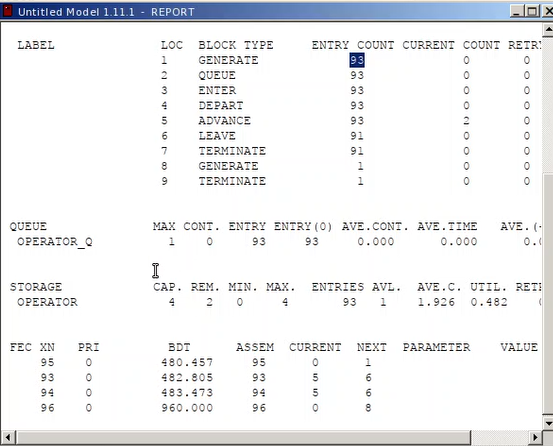 Untitled Model 1.11.1 - REPORT
LABEL LOC BLOCK TYPE ENTRY COUNT CURRENT COUNT RETRY
1 GENERATE 93 0 0
2 QUEUE 93 0 0
3 ENTER 93 0 0
4 DEPART 93 0 0
5 ADVANCE 93 2 0
6 LEAVE 91 0 0
7 TERMINATE 91 0 0
8 GENERATE 1 0 0
9 TERMINATE 1 0 0
QUEUE MAX CONT. ENTRY ENTRY(0) AVE.CONT. AVE.TIME AVE.(-
OPERATOR_Q 1 0 93 93 0.000 0.000 0.0
STORAGE CAP. REM. MIN. MAX. ENTRIES AVL. AVE.C. UTIL. RETR
OPERATOR 4 2 0 4 93 1 1.926 0.482 0
FEC XN PRI BDT ASSEM CURRENT NEXT PARAMETER VALUE
95 0 480.457 95 0 1
93 0 482.805 93 5 6
94 0 483.473 94 5 6
96 0 960.000 96 0 8